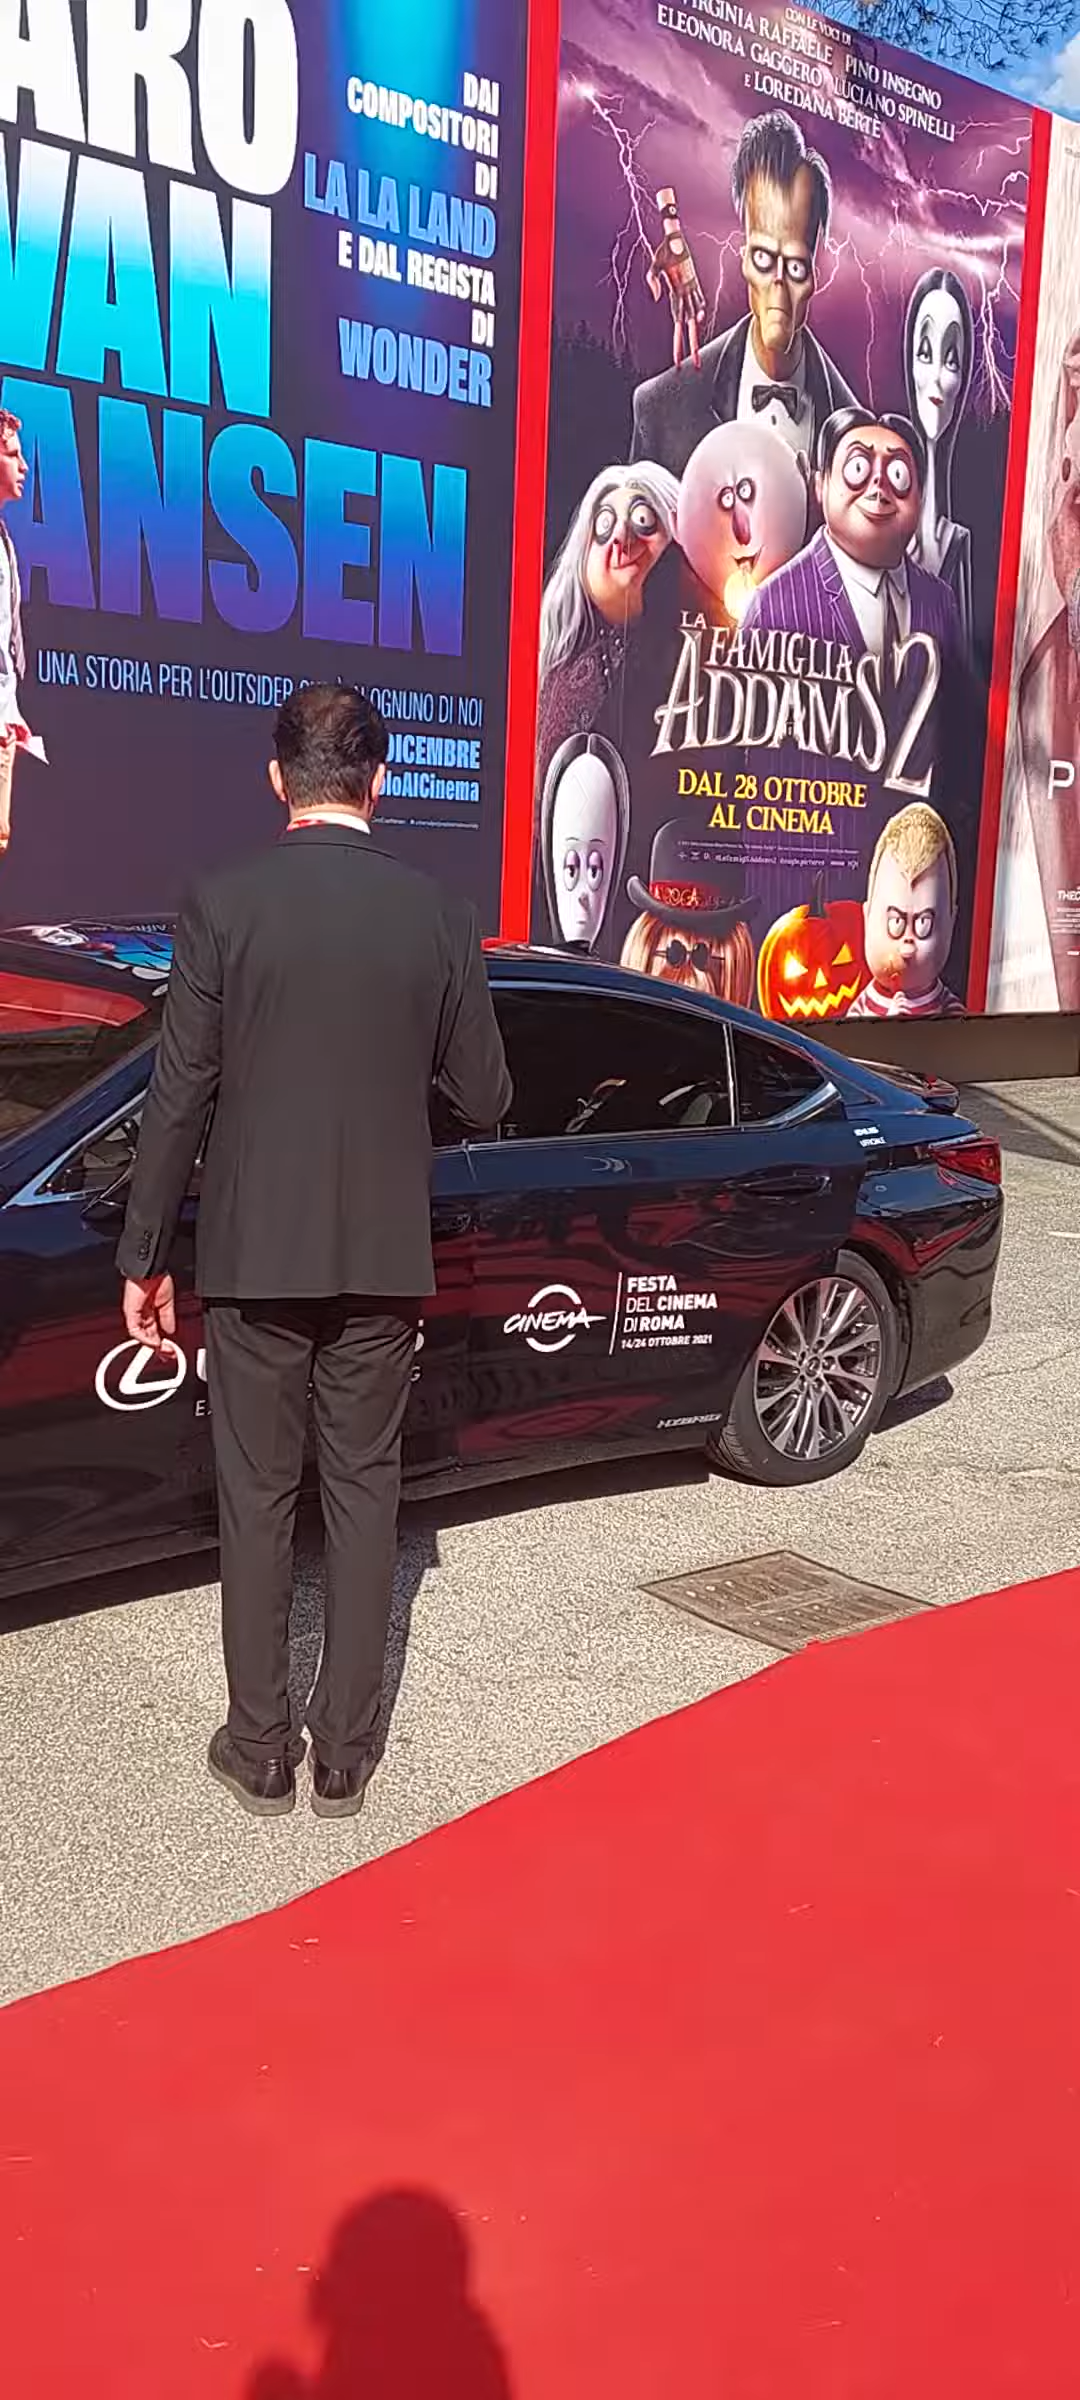 ARO
VAN
ANSEN
DAI
COMPOSITORI
DI
LA LA LAND
E DAL REGISTA
DI
WONDER
UNA STORIA PER L'OUTSIDER
OGNUNO DI NOI
DICEMBRE
oloAlCinema
CON LE VOCI DI
VIRGINIA RAFFAELE PINO INSEGNO
ELEONORA GAGGERO LUCIANO SPINELLI
E LOREDANA BERTÈ
LA
FAMIGLIA
ADDAMS 2
DAL 28 OTTOBRE
AL CINEMA
P
CINEMA
FESTA
DEL CINEMA
DI ROMA
14/24 OTTOBRE 2021
HYBRID
L
E
UFFICIALE